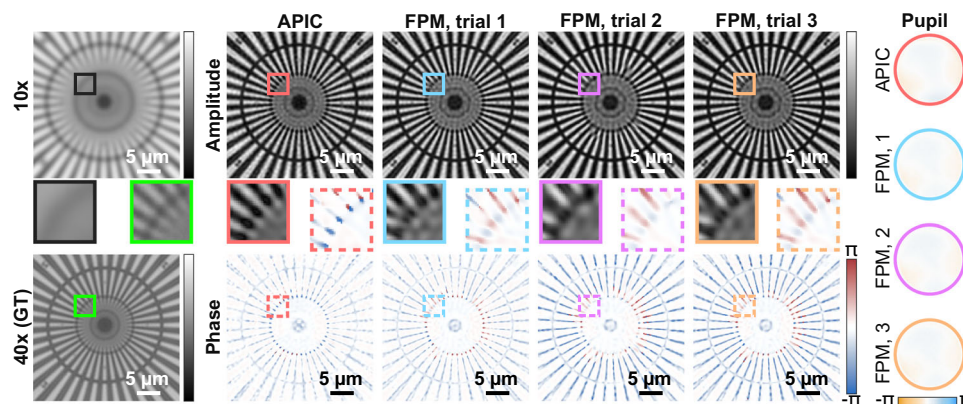 APIC
FPM, trial 1
FPM, trial 2
FPM, trial 3
Pupil
10x
Amplitude
5 μm
5 μm
5 μm
5 μm
5 μm
APIC
FPM, 1
40x (GT)
Phase
5 μm
5 μm
5 μm
5 μm
5 μm
π
-π
FPM, 2
FPM, 3
-π